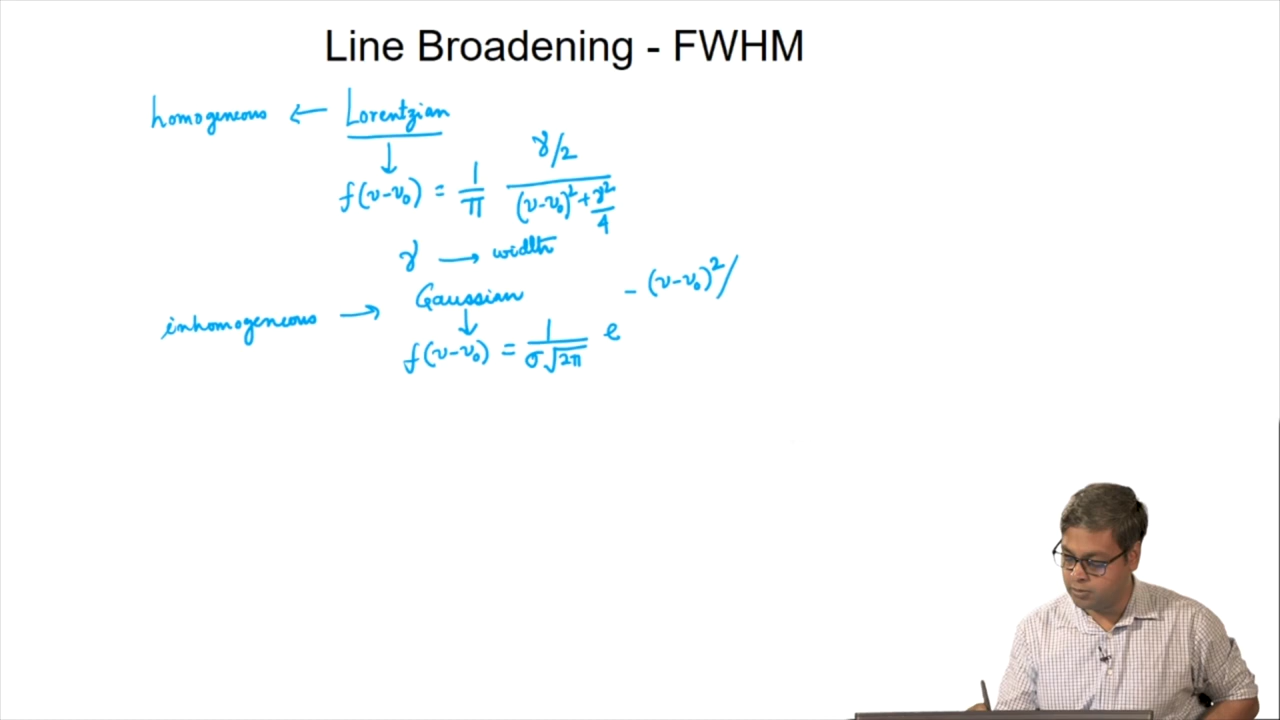 Line Broadening - FWHM
homogeneous ← Lorentzian
↓
f(ν-ν₀) = 1/π (γ/2)/((ν-ν₀)²+γ²/4)
γ → width
inhomogeneous → Gaussian
↓
f(ν-ν₀) = 1/(σ√2π) e -(ν-ν₀)²/